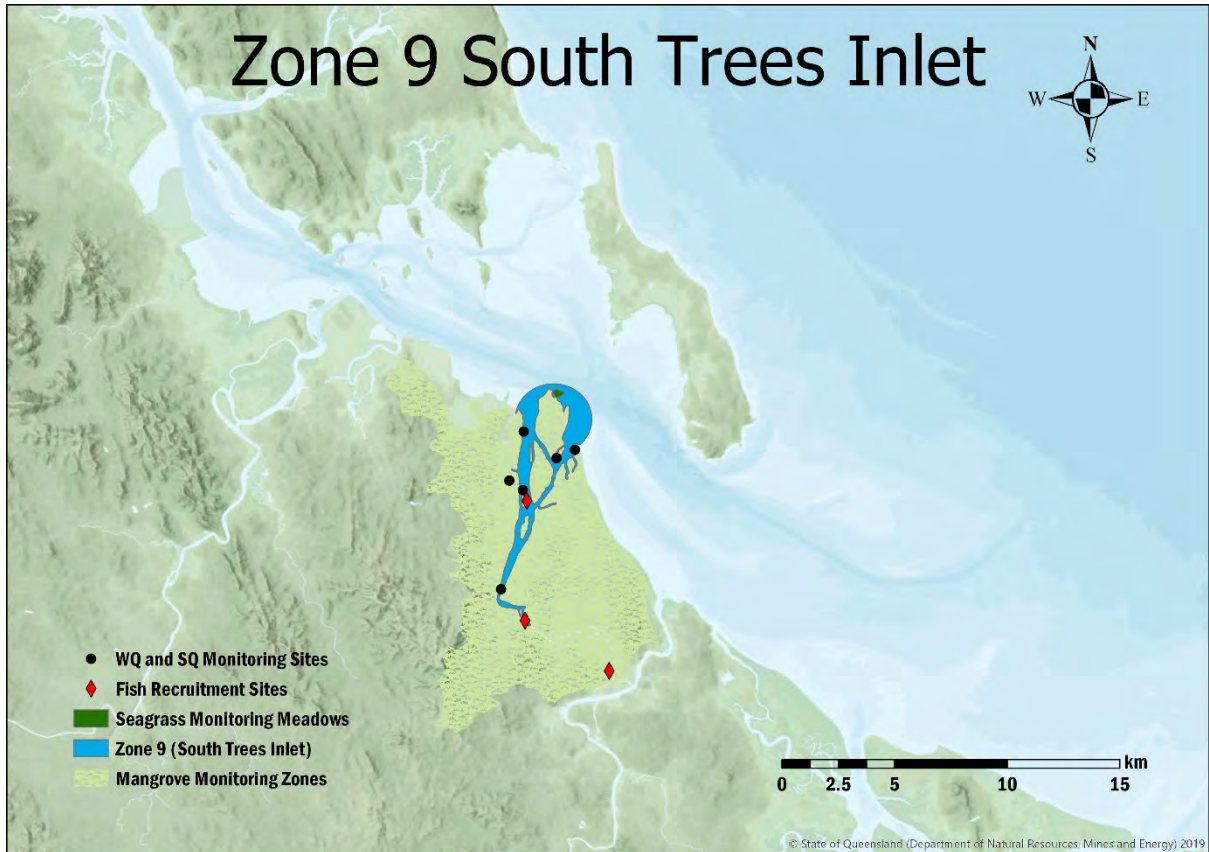 Zone 9 South Trees Inlet
N
W E
S
WQ and SQ Monitoring Sites
Fish Recruitment Sites
Seagrass Monitoring Meadows
Zone 9 (South Trees Inlet)
Mangrove Monitoring Zones
km
0 2.5 5 10 15
© State of Queensland (Department of Natural Resources, Mines and Energy) 2019